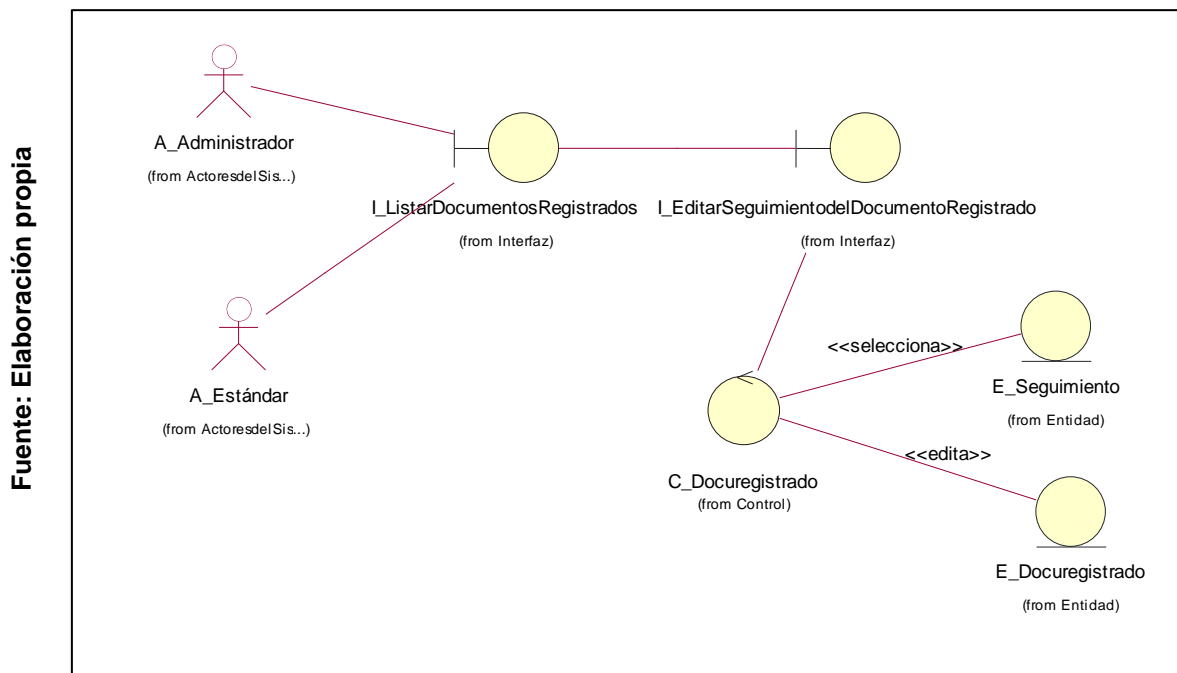 Fuente: Elaboración propia
A_Administrador
(from ActoresdelSis...)
I_ListarDocumentosRegistrados
(from Interfaz)
I_EditarSeguimientodelDocumentoRegistrado
(from Interfaz)
A_Estándar
(from ActoresdelSis...)
<<selecciona>>
E_Seguimiento
(from Entidad)
C_Docuregistrado
(from Control)
<<edita>>
E_Docuregistrado
(from Entidad)